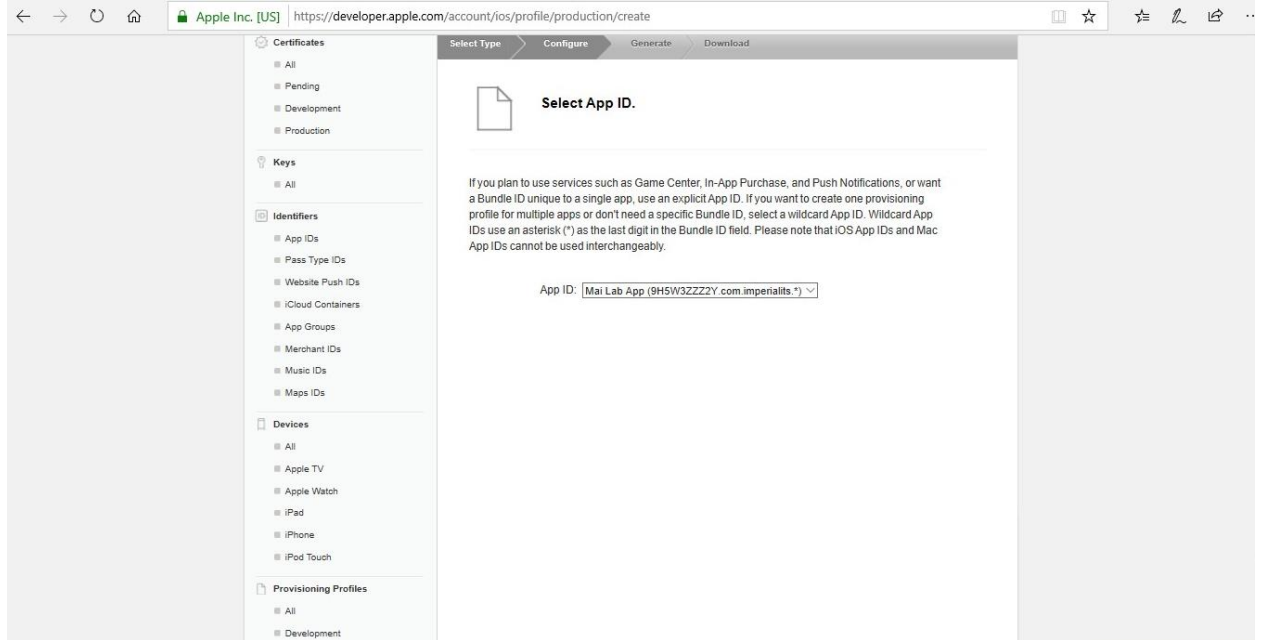 Apple Inc. [US] https://developer.apple.com/account/ios/profile/production/create
Certificates
All
Pending
Development
Production
Keys
All
Identifiers
App IDs
Pass Type IDs
Website Push IDs
iCloud Containers
App Groups
Merchant IDs
Music IDs
Maps IDs
Devices
All
Apple TV
Apple Watch
iPad
iPhone
iPod Touch
Provisioning Profiles
All
Development
Select Type Configure Generate Download
Select App ID.
If you plan to use services such as Game Center, In-App Purchase, and Push Notifications, or want
a Bundle ID unique to a single app, use an explicit App ID. If you want to create one provisioning
profile for multiple apps or don't need a specific Bundle ID, select a wildcard App ID. Wildcard App
IDs use an asterisk (*) as the last digit in the Bundle ID field. Please note that iOS App IDs and Mac
App IDs cannot be used interchangeably.
App ID: Mai Lab App (9H5W3ZZZ2Y.com.imperialits.*)